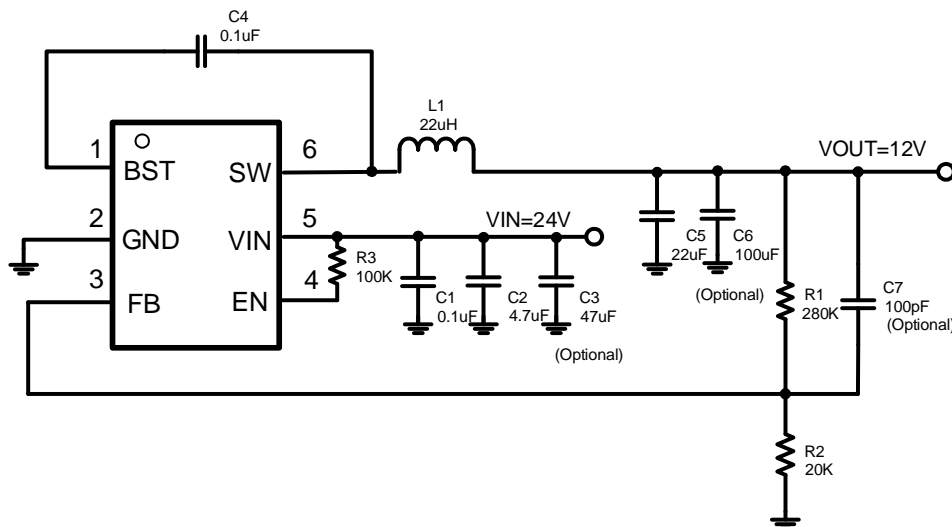 C4
0.1uF
1
BST
SW
6
2
GND
VIN
5
3
FB
EN
4
L1
22uH
VOUT=12V
VIN=24V
R3
100K
C1
0.1uF
C2
4.7uF
C3
47uF
(Optional)
C5
22uF
C6
100uF
(Optional)
R1
280K
C7
100pF
(Optional)
R2
20K